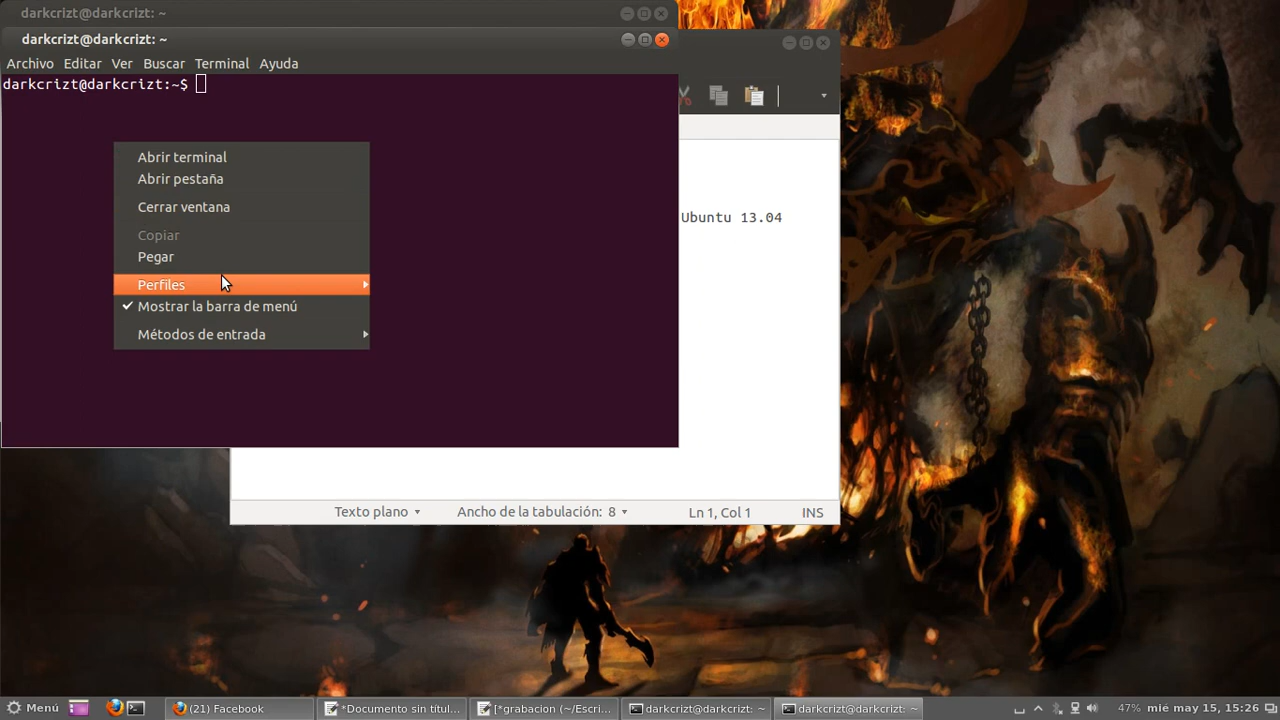 darkcrizt@darkcrizt: ~
darkcrizt@darkcrizt: ~
Archivo Editar Ver Buscar Terminal Ayuda
darkcrizt@darkcrizt:~$
Abrir terminal
Abrir pestaña
Cerrar ventana
Copiar
Pegar
Perfiles
Mostrar la barra de menú
Métodos de entrada
Ubuntu 13.04
Texto plano Ancho de la tabulación: 8 Ln 1, Col 1 INS
Menú (21) Facebook *Documento sin títul... [*grabacion (~/Escri... darkcrizt@darkcrizt: ~ darkcrizt@darkcrizt: ~ 47% mié may 15, 15:26